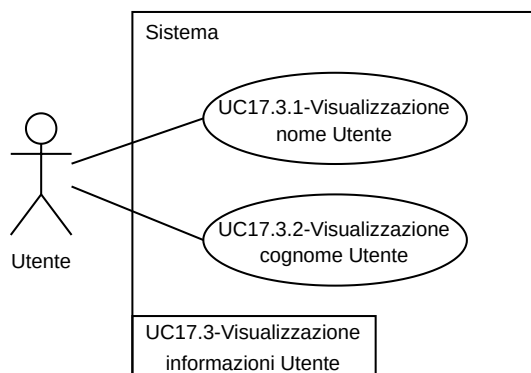 Sistema
UC17.3.1-Visualizzazione
nome Utente
UC17.3.2-Visualizzazione
cognome Utente
Utente
UC17.3-Visualizzazione
informazioni Utente